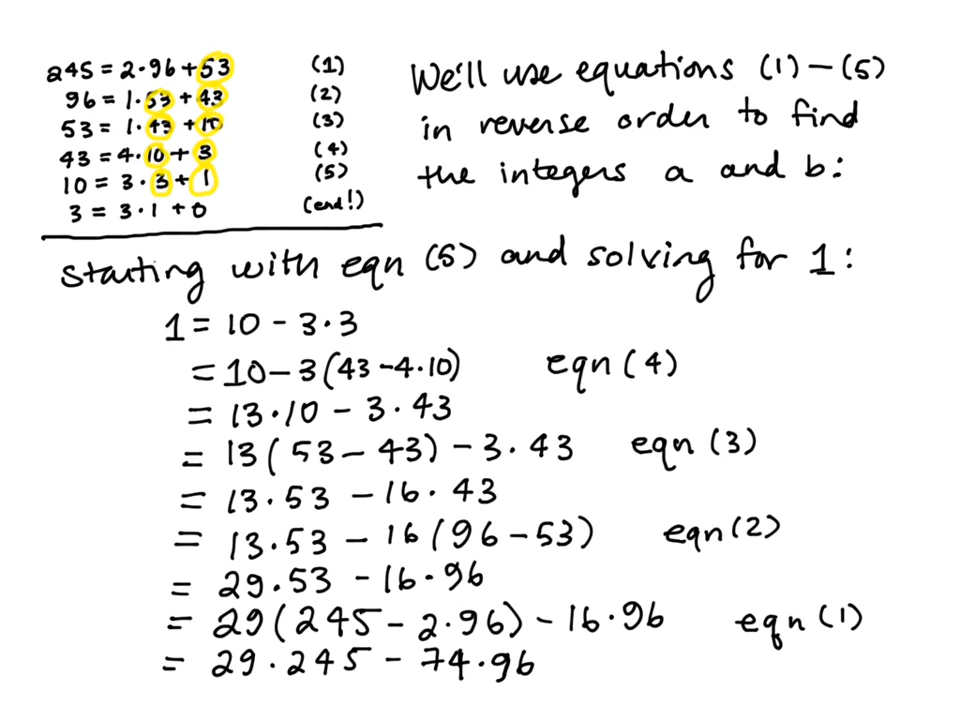 245 = 2·96 + 53 (1)
96 = 1·53 + 43 (2)
53 = 1·43 + 10 (3)
43 = 4·10 + 3 (4)
10 = 3·3 + 1 (5)
3 = 3·1 + 0 (end!)
We'll use equations (1)-(5)
in reverse order to find
the integers a and b:
starting with eqn (5) and solving for 1:
1 = 10 - 3·3
= 10 - 3(43 - 4·10) eqn (4)
= 13·10 - 3·43
= 13(53 - 43) - 3·43 eqn (3)
= 13·53 - 16·43
= 13·53 - 16(96 - 53) eqn (2)
= 29·53 - 16·96
= 29(245 - 2·96) - 16·96 eqn (1)
= 29·245 - 74·96